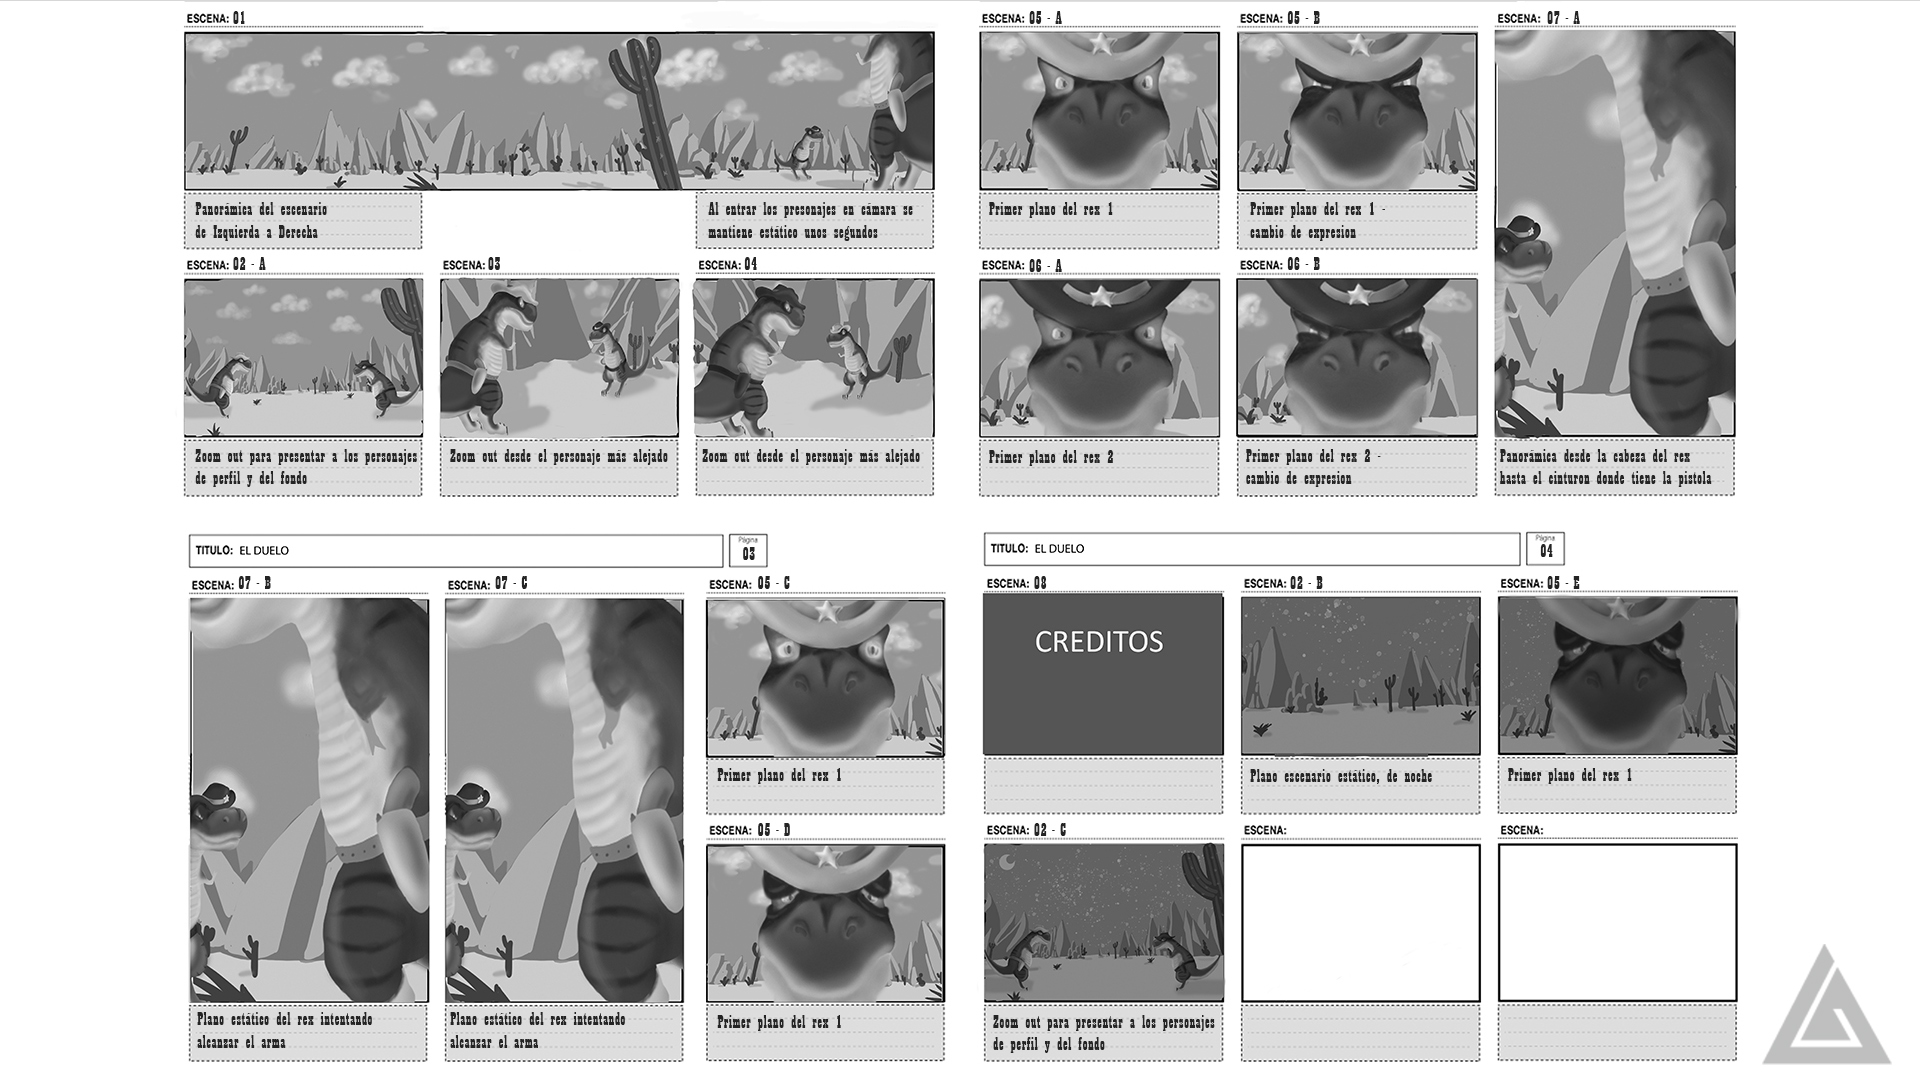 ESCENA: 01
Panorámica del escenario
de Izquierda a Derecha
Al entrar los presonajes en cámara se
mantiene estático unos segundos
ESCENA: 02 - A
Zoom out para presentar a los personajes
de perfil y del fondo
ESCENA: 03
Zoom out desde el personaje más alejado
ESCENA: 04
Zoom out desde el personaje más alejado
ESCENA: 05 - A
Primer plano del rex 1
ESCENA: 05 - B
Primer plano del rex 1 -
cambio de expresion
ESCENA: 07 - A
Panorámica desde la cabeza del rex
hasta el cinturon donde tiene la pistola
ESCENA: 06 - A
Primer plano del rex 2
ESCENA: 06 - B
Primer plano del rex 2 -
cambio de expresion
TITULO: EL DUELO
Página
03
ESCENA: 07 - B
Plano estático del rex intentando
alcanzar el arma
ESCENA: 07 - C
Plano estático del rex intentando
alcanzar el arma
ESCENA: 05 - C
Primer plano del rex 1
ESCENA: 05 - D
Primer plano del rex 1
TITULO: EL DUELO
Página
04
ESCENA: 08
CREDITOS
ESCENA: 02 - B
Plano escenario estático, de noche
ESCENA: 05 - E
Primer plano del rex 1
ESCENA: 02 - C
Zoom out para presentar a los personajes
de perfil y del fondo
ESCENA:
ESCENA: